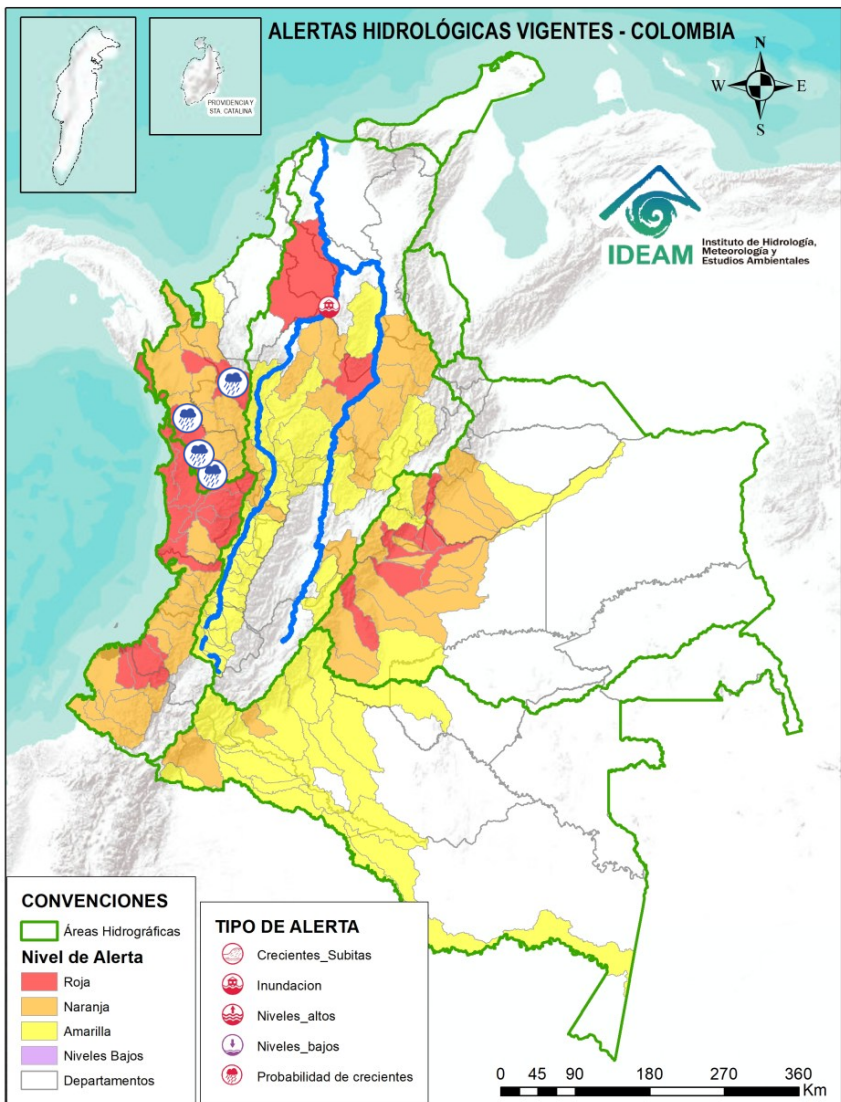 ALERTAS HIDROLÓGICAS VIGENTES - COLOMBIA
PROVIDENCIA Y
STA. CATALINA
N
W
E
S
IDEAM
Instituto de Hidrología,
Meteorología y
Estudios Ambientales
CONVENCIONES
Áreas Hidrográficas
Nivel de Alerta
Roja
Naranja
Amarilla
Niveles Bajos
Departamentos
TIPO DE ALERTA
Crecientes_Subitas
Inundacion
Niveles_altos
Niveles_bajos
Probabilidad de crecientes
0 45 90 180 270 360
Km